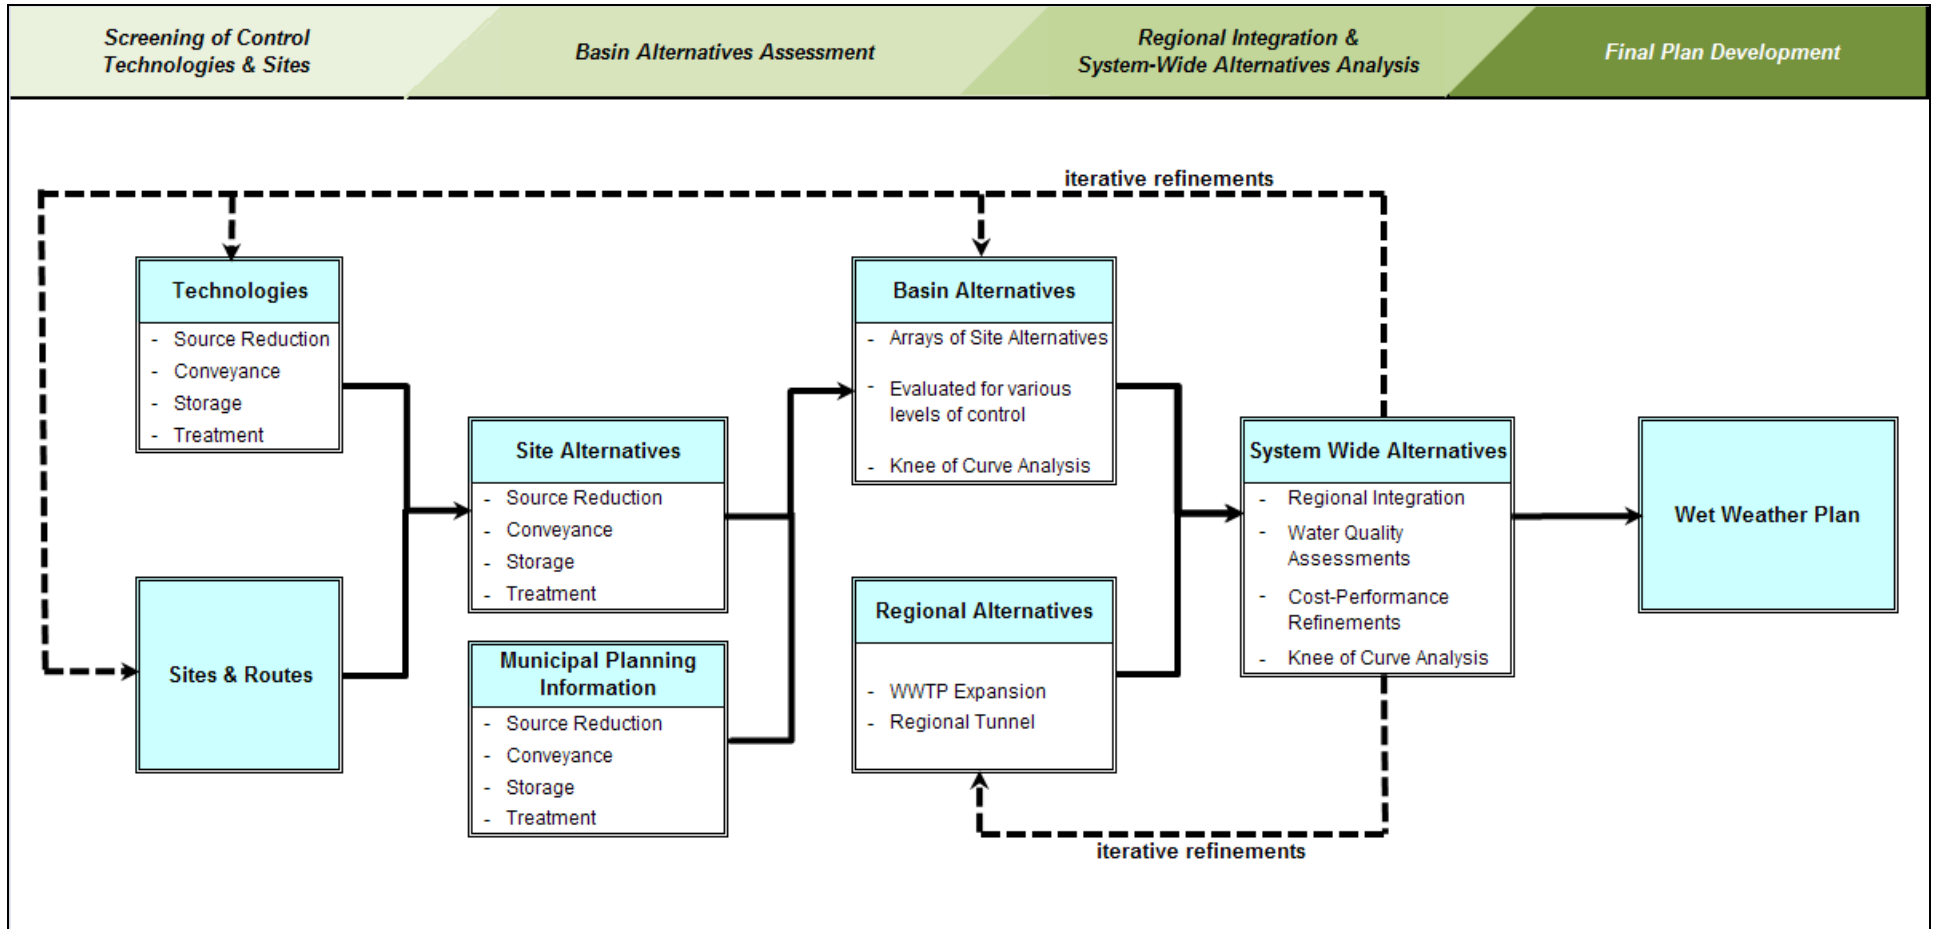 Screening of Control
Technologies & Sites
Basin Alternatives Assessment
Regional Integration &
System-Wide Alternatives Analysis
Final Plan Development
iterative refinements
Technologies
- Source Reduction
- Conveyance
- Storage
- Treatment
Sites & Routes
Site Alternatives
- Source Reduction
- Conveyance
- Storage
- Treatment
Municipal Planning
Information
- Source Reduction
- Conveyance
- Storage
- Treatment
Basin Alternatives
- Arrays of Site Alternatives
- Evaluated for various
levels of control
- Knee of Curve Analysis
Regional Alternatives
- WWTP Expansion
- Regional Tunnel
System Wide Alternatives
- Regional Integration
- Water Quality
Assessments
- Cost-Performance
Refinements
- Knee of Curve Analysis
Wet Weather Plan
iterative refinements